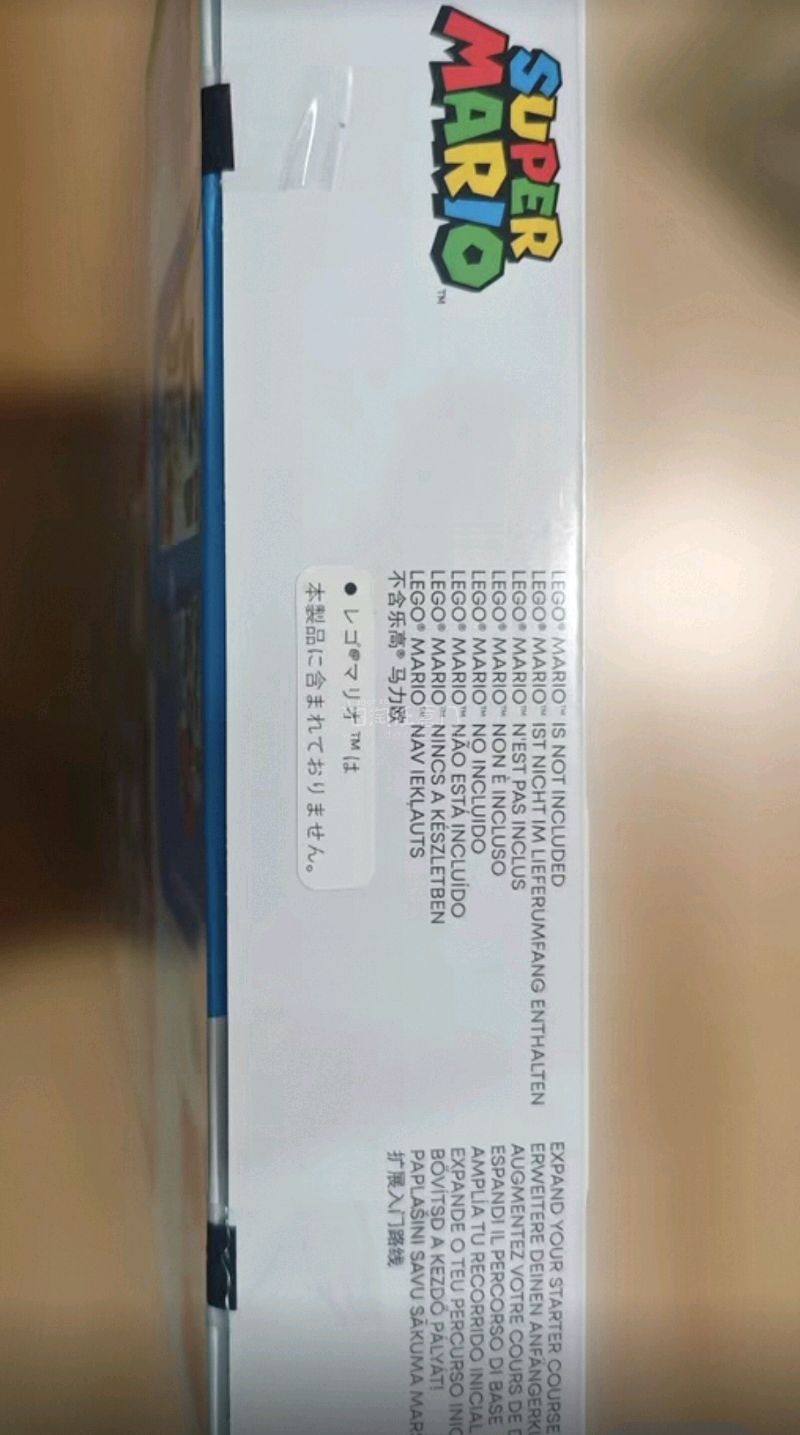 SUPER
MARIO™
LEGO® MARIO™ IS NOT INCLUDED
LEGO® MARIO™ IST NICHT IM LIEFERUMFANG ENTHALTEN
LEGO® MARIO™ N'EST PAS INCLUS
LEGO® MARIO™ NON È INCLUSO
LEGO® MARIO™ NO INCLUIDO
LEGO® MARIO™ NÃO ESTÁ INCLUÍDO
LEGO® MARIO™ NINCS A KÉSZLETBEN
LEGO® MARIO™ NAV IEKĻAUTS
不含乐高® 马力欧
● レゴ®マリオ™は
本製品に含まれておりません。
EXPAND YOUR STARTER COURSE
ERWEITERE DEINEN
AUGMENTEZ VOTRE COURS DE
ESPANDI IL PERCORSO DI BASE
AMPLÍA TU RECORRIDO INICIAL
EXPANDE O TEU PERCURSO
BŐVÍTSD A KEZDŐ PÁLYÁT!
PAPLAŠINI SAVU SĀKUMA
扩展入门路线